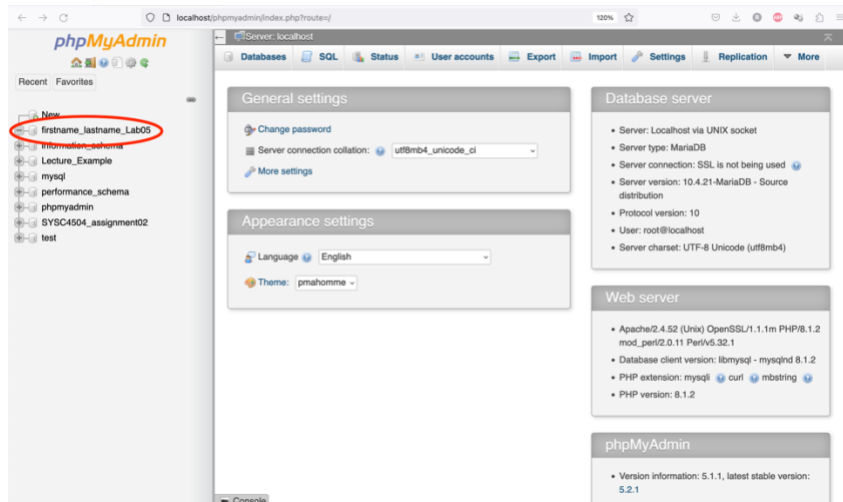 localhost/phpmyadmin/index.php?route=/
120%
phpMyAdmin
Recent Favorites
New
firstname_lastname_Lab05
information_schema
Lecture_Example
mysql
performance_schema
phpmyadmin
SYSC4504_assignment02
test
Server: localhost
Databases SQL Status User accounts Export Import Settings Replication More
General settings
Change password
Server connection collation: utf8mb4_unicode_ci
More settings
Appearance settings
Language English
Theme: pmahomme
Database server
Server: Localhost via UNIX socket
Server type: MariaDB
Server connection: SSL is not being used
Server version: 10.4.21-MariaDB - Source
distribution
Protocol version: 10
User: root@localhost
Server charset: UTF-8 Unicode (utf8mb4)
Web server
Apache/2.4.52 (Unix) OpenSSL/1.1.1m PHP/8.1.2
mod_perl/2.0.11 Perl/v5.32.1
Database client version: libmysql - mysqlnd 8.1.2
PHP extension: mysqli curl mbstring
PHP version: 8.1.2
phpMyAdmin
Version information: 5.1.1, latest stable version:
5.2.1
Console